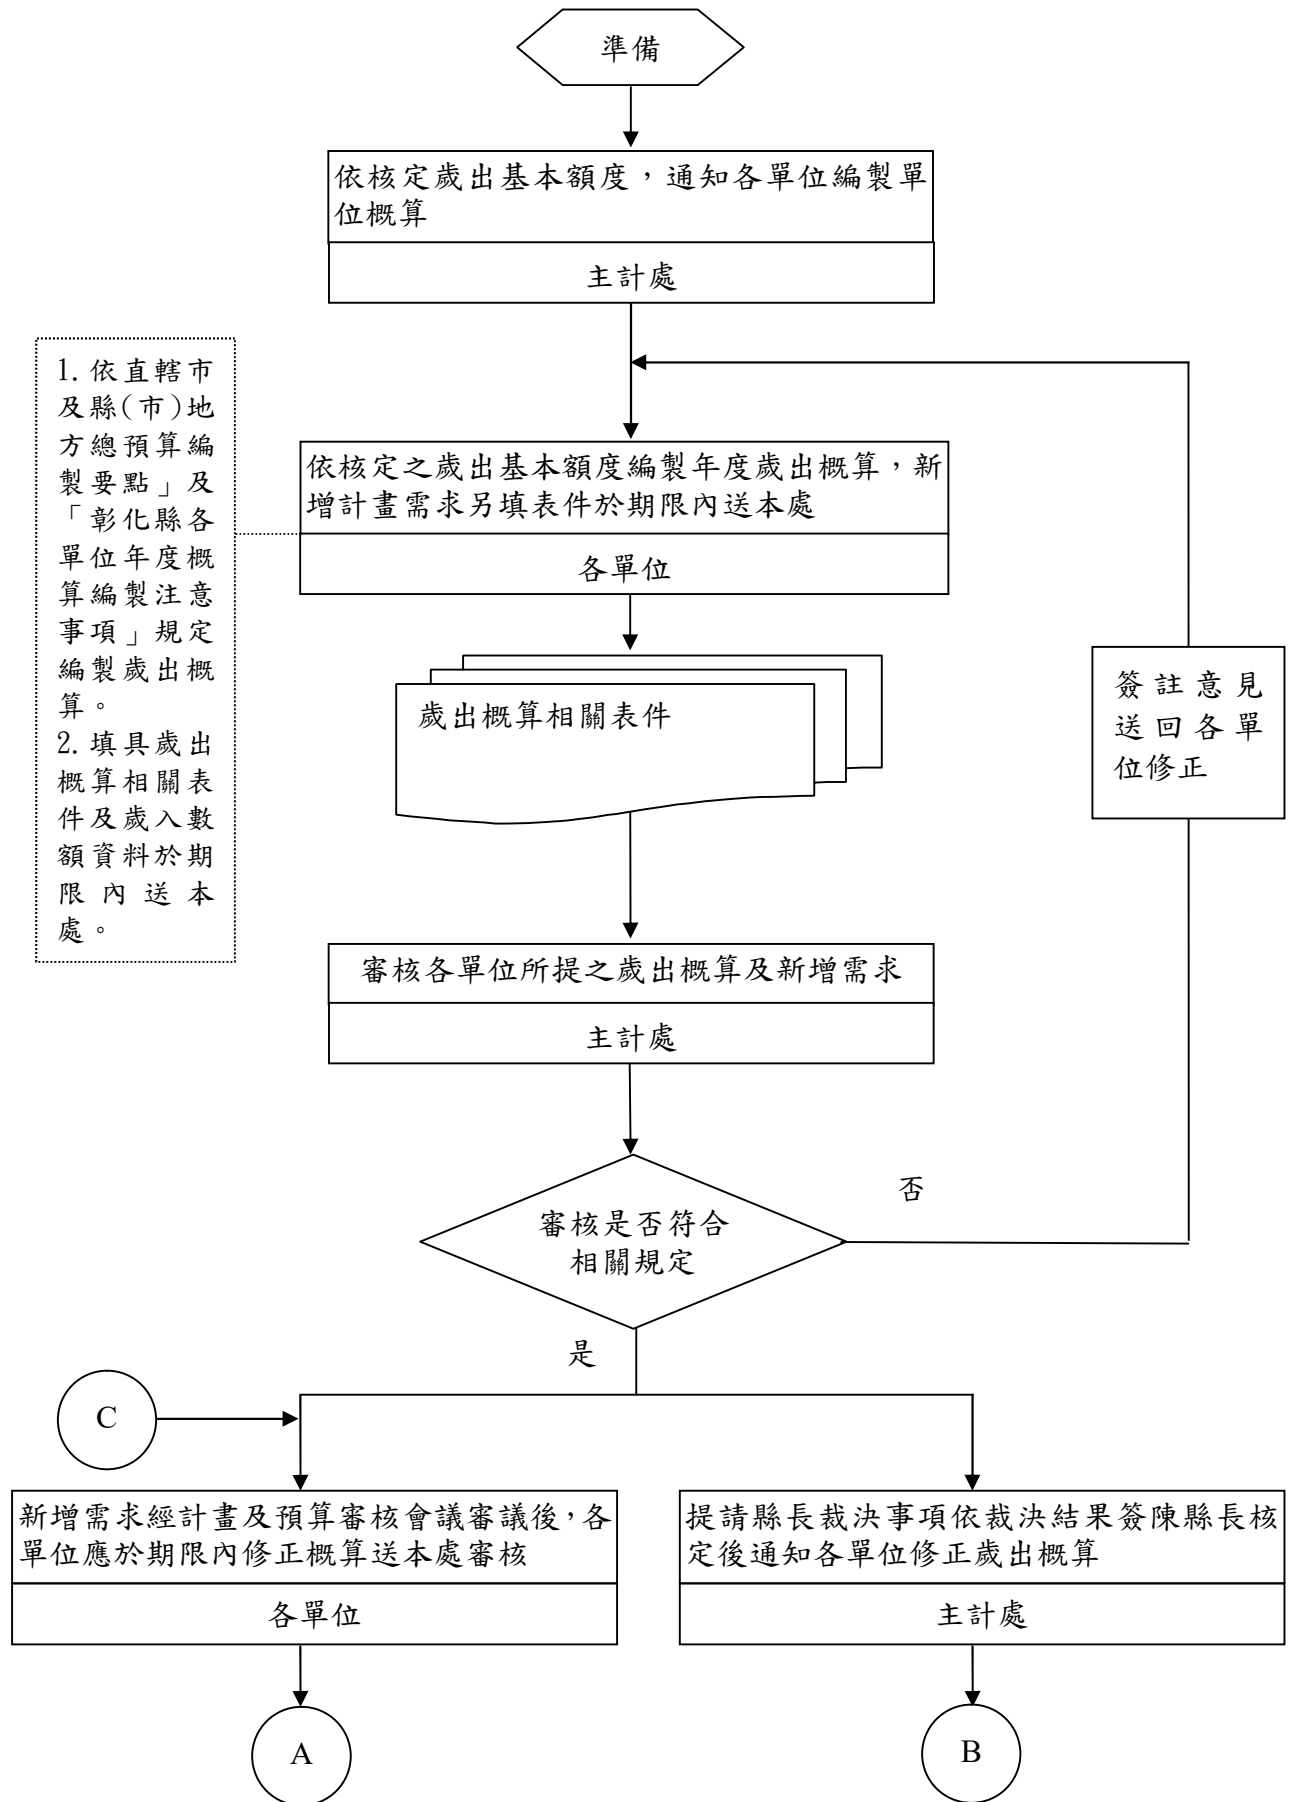 準備
依核定歲出基本額度，通知各單位編製單
位概算
主計處
1. 依直轄市
及縣(市)地
方總預算編
製要點」及
「彰化縣各
單位年度概
算編製注意
事項」規定
編製歲出概
算。
2. 填具歲出
概算相關表
件及歲入數
額資料於期
限內送本
處。
依核定之歲出基本額度編製年度歲出概算，新
增計畫需求另填表件於期限內送本處
各單位
歲出概算相關表件
簽註意見
送回各單
位修正
審核各單位所提之歲出概算及新增需求
主計處
審核是否符合
相關規定
否
是
C
新增需求經計畫及預算審核會議審議後，各
單位應於期限內修正概算送本處審核
各單位
提請縣長裁決事項依裁決結果簽陳縣長核
定後通知各單位修正歲出概算
主計處
A
B